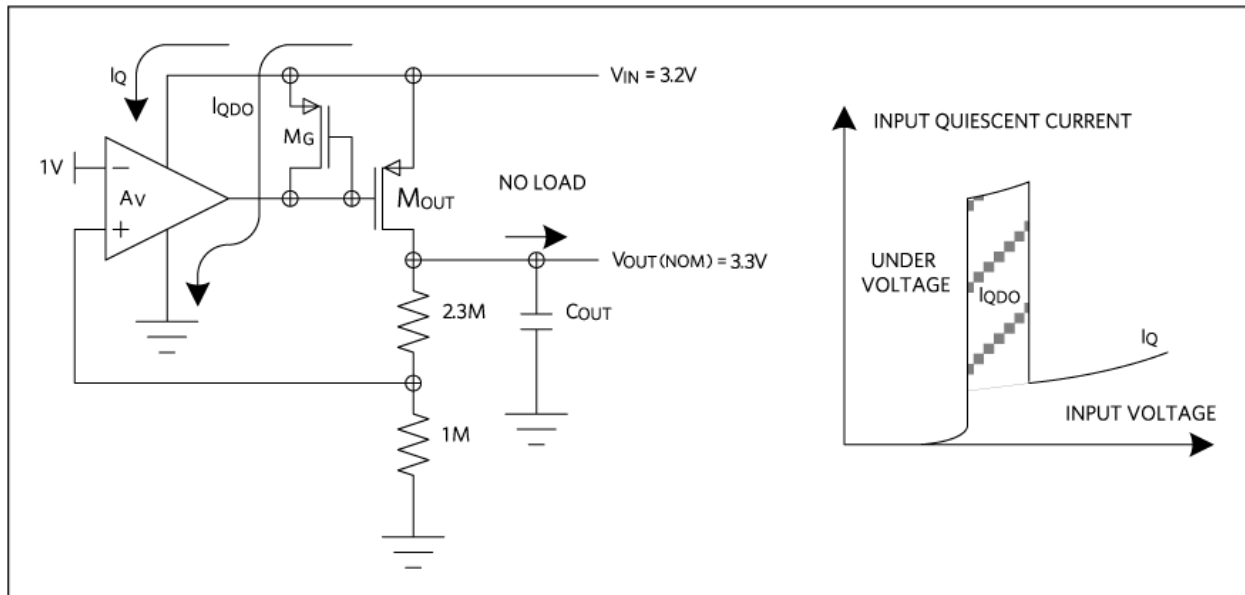 IQ
IQDO
VIN = 3.2V
MG
1V
−
AV
+
MOUT
NO LOAD
VOUT(NOM) = 3.3V
2.3M
COUT
1M
INPUT QUIESCENT CURRENT
UNDER
VOLTAGE
IQDO
IQ
INPUT VOLTAGE